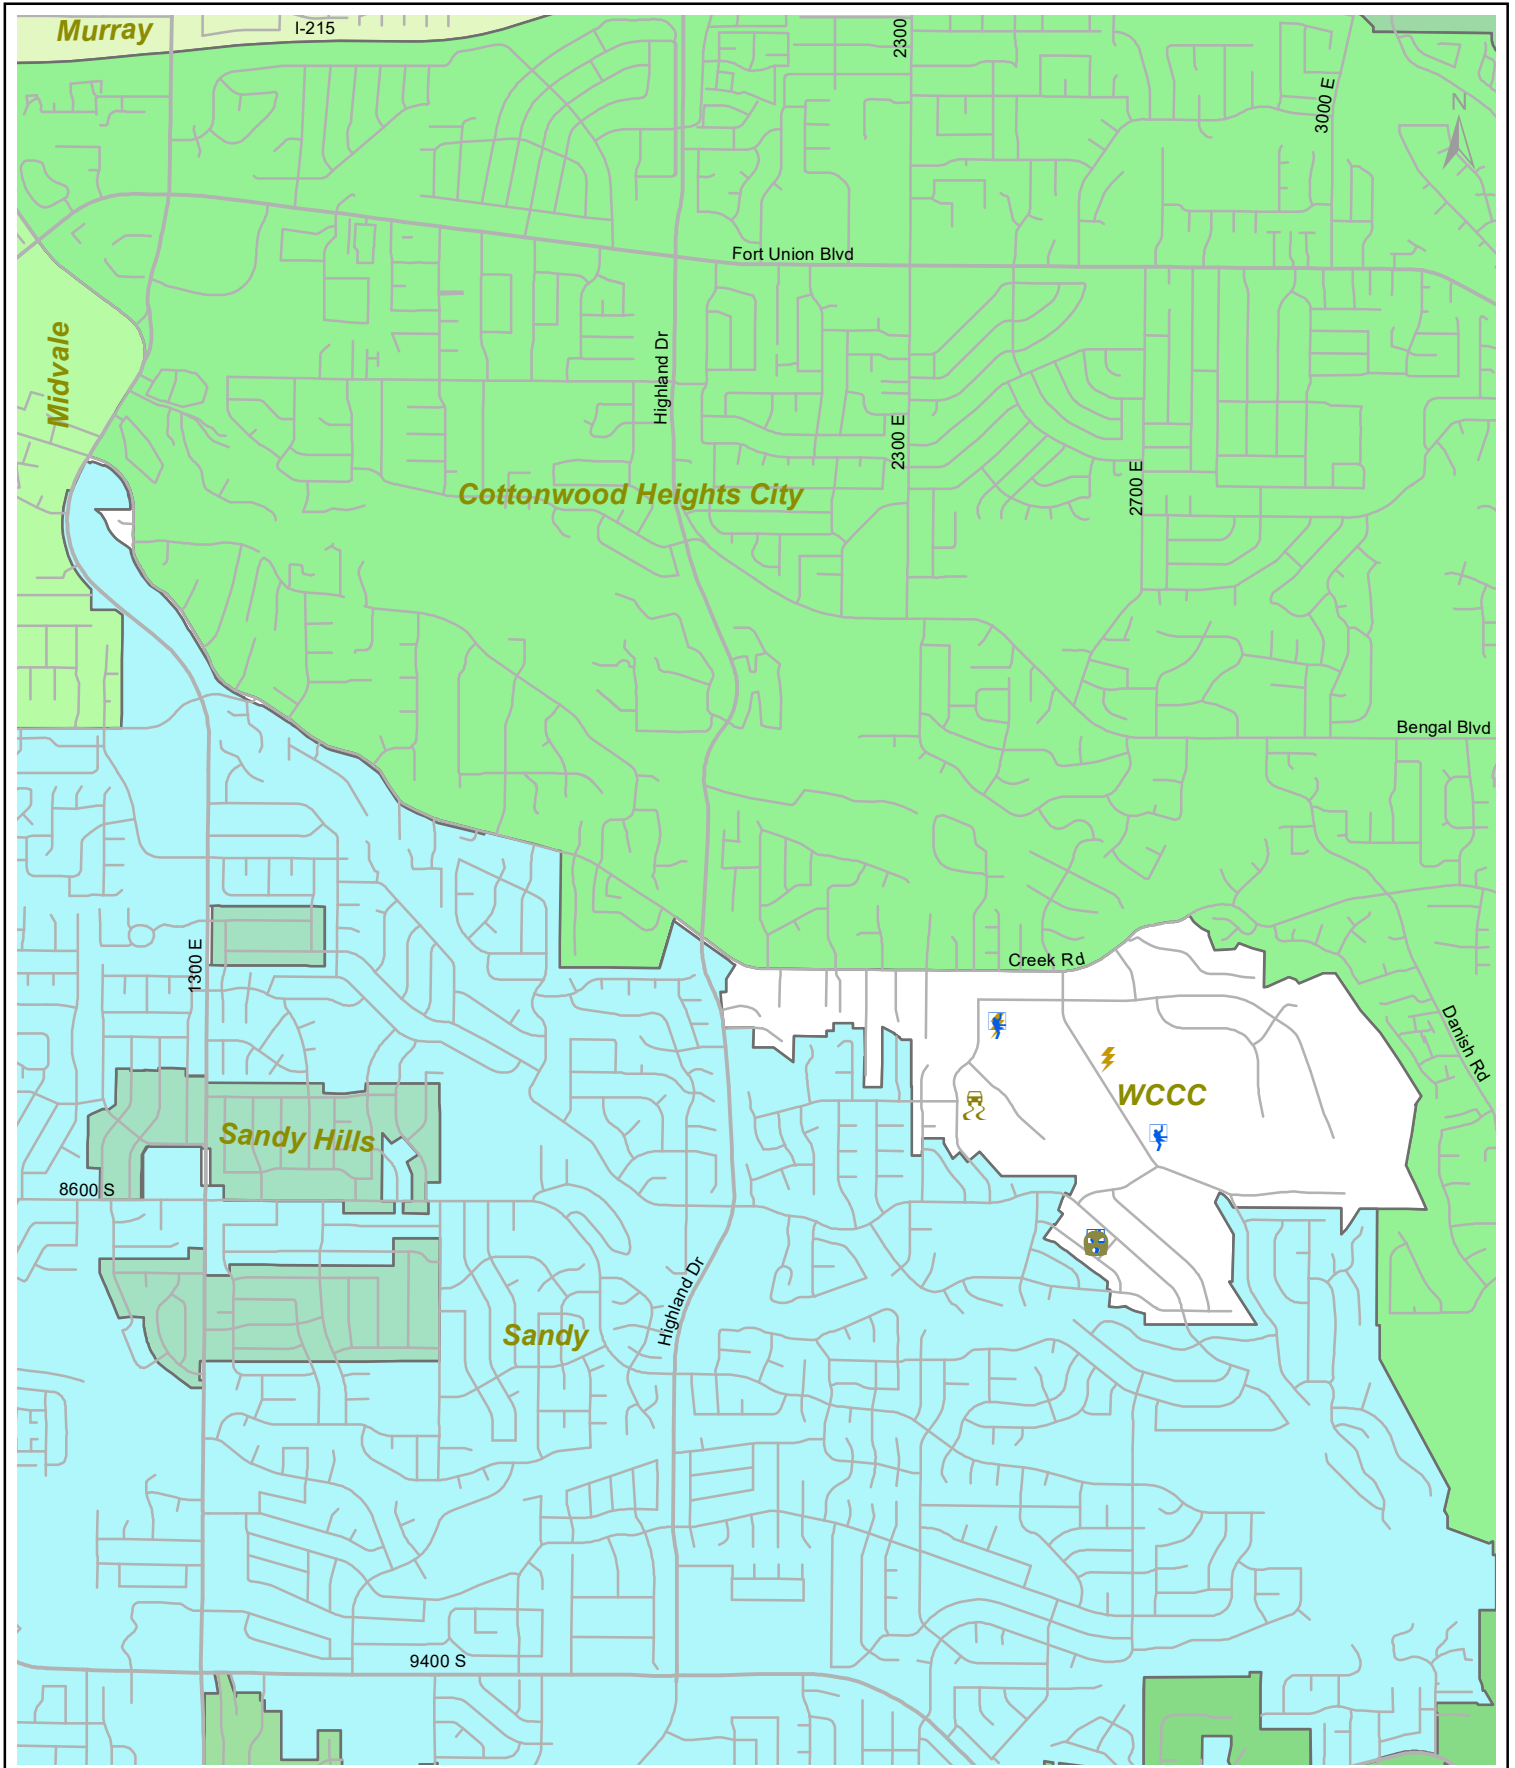 Murray
I-215
2300
3000 E
N
Fort Union Blvd
Midvale
Highland Dr
2300 E
2700 E
Cottonwood Heights City
Bengal Blvd
1300 E
Creek Rd
Danish Rd
WCCC
Sandy Hills
8600 S
Highland Dr
Sandy
9400 S